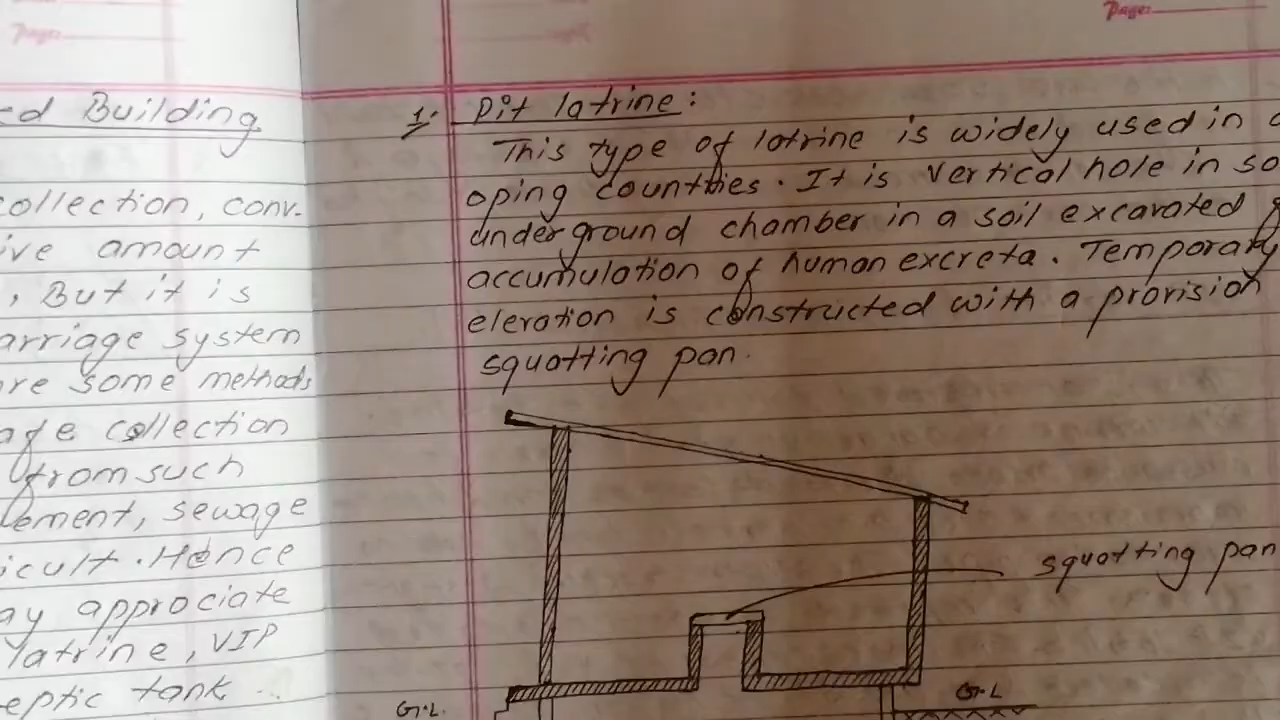 Page:
Page:
ed Building
collection, conv-
ive amount
, But it is
arriage system
re some methods
age collection
from such
lement, sewage
icult. Hence
ay approciate
latrine, VIP
eptic tank
1: Pit latrine:
This type of latrine is widely used in d
oping countries. It is vertical hole in so
underground chamber in a soil excavated f
accumulation of human excreta. Temporary
elevation is constructed with a provision
squatting pan.
squatting pan
G.L.
G.L